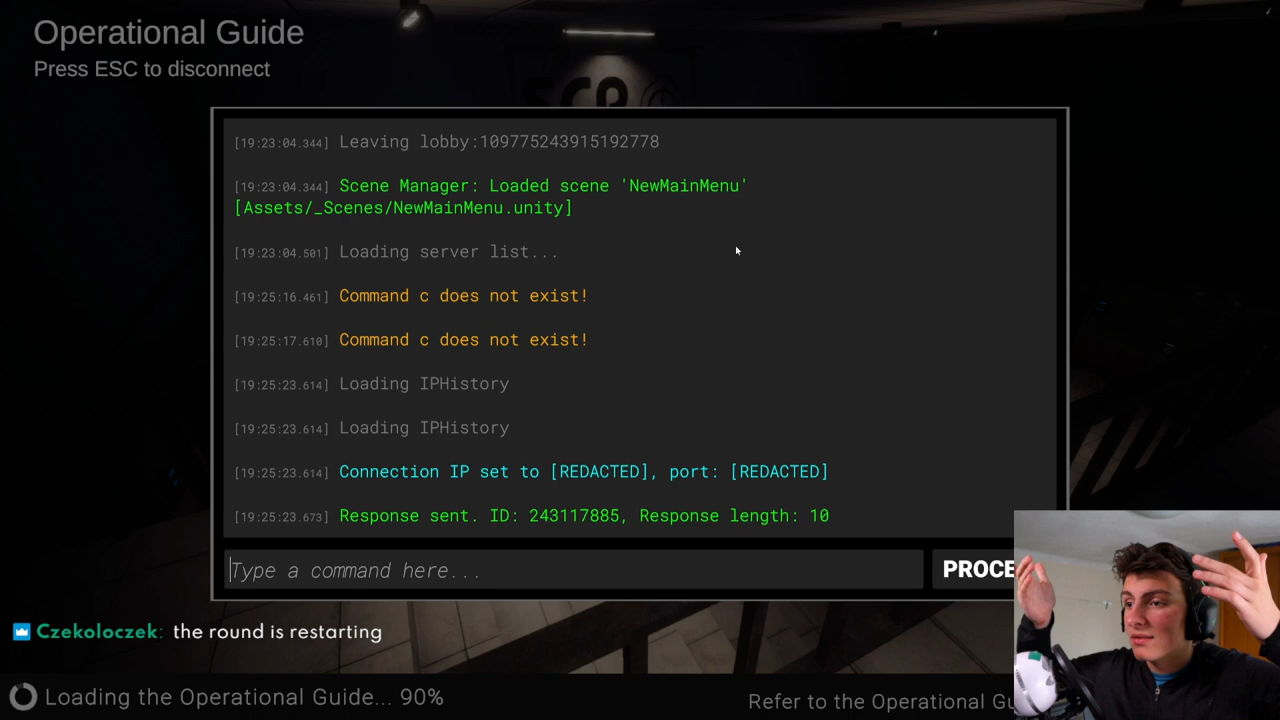 Operational Guide
Press ESC to disconnect
SCP
[19:23:04.344] Leaving lobby:109775243915192778
[19:23:04.344] Scene Manager: Loaded scene 'NewMainMenu'
[Assets/_Scenes/NewMainMenu.unity]
[19:23:04.501] Loading server list...
[19:25:16.461] Command c does not exist!
[19:25:17.610] Command c does not exist!
[19:25:23.614] Loading IPHistory
[19:25:23.614] Loading IPHistory
[19:25:23.614] Connection IP set to [REDACTED], port: [REDACTED]
[19:25:23.673] Response sent. ID: 243117885, Response length: 10
Type a command here...
PROCE
Czekoloczek: the round is restarting
Loading the Operational Guide... 90%
Refer to the Operational Gu